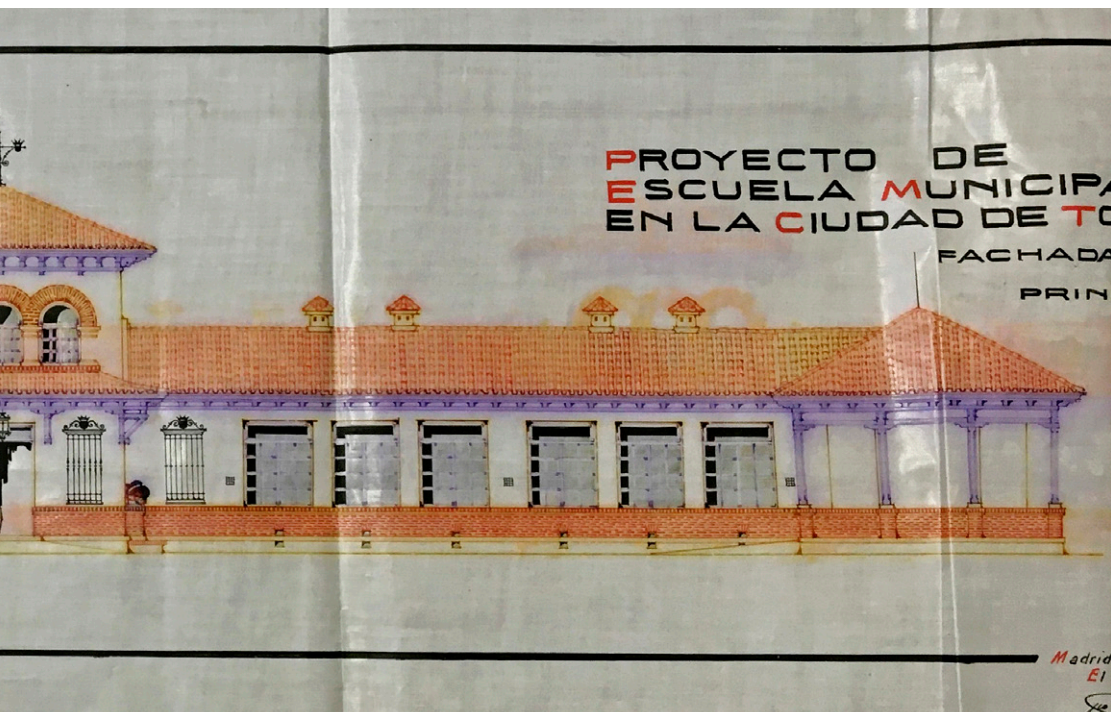 PROYECTO DE
ESCUELA MUNICIPA
EN LA CIUDAD DE TO
FACHADA
PRIN
Madrid
El